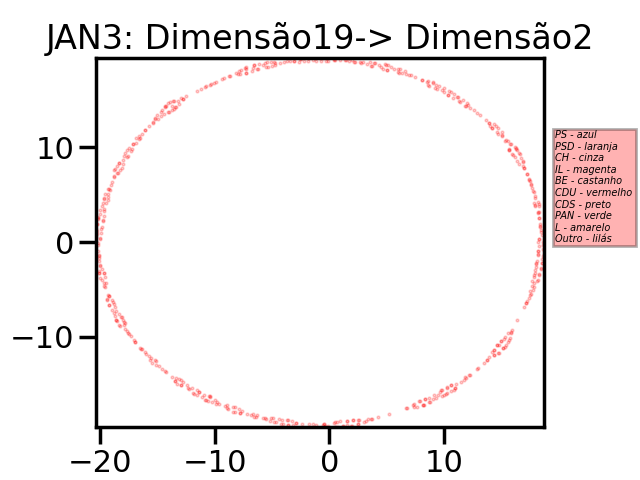 JAN3: Dimensão19-> Dimensão2
10
0
−10
−20
−10
0
10
PS - azul
PSD - laranja
CH - cinza
IL - magenta
BE - castanho
CDU - vermelho
CDS - preto
PAN - verde
L - amarelo
Outro - lilás